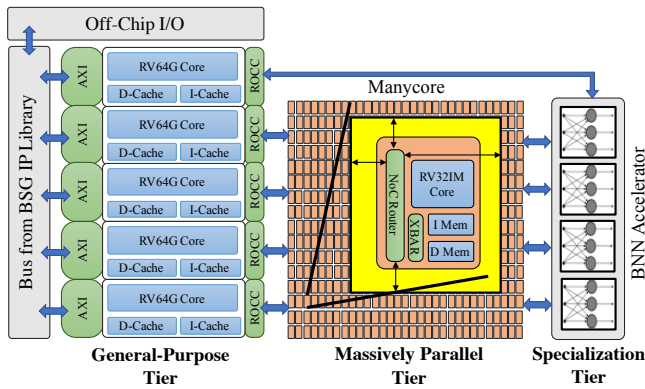 Off-Chip I/O
Bus from BSG IP Library
AXI
RV64G Core
D-Cache I-Cache
ROCC
AXI
RV64G Core
D-Cache I-Cache
ROCC
AXI
RV64G Core
D-Cache I-Cache
ROCC
AXI
RV64G Core
D-Cache I-Cache
ROCC
AXI
RV64G Core
D-Cache I-Cache
ROCC
Manycore
NoC Router
RV32IM
Core
XBAR
I Mem
D Mem
BNN Accelerator
General-Purpose
Tier
Massively Parallel
Tier
Specialization
Tier